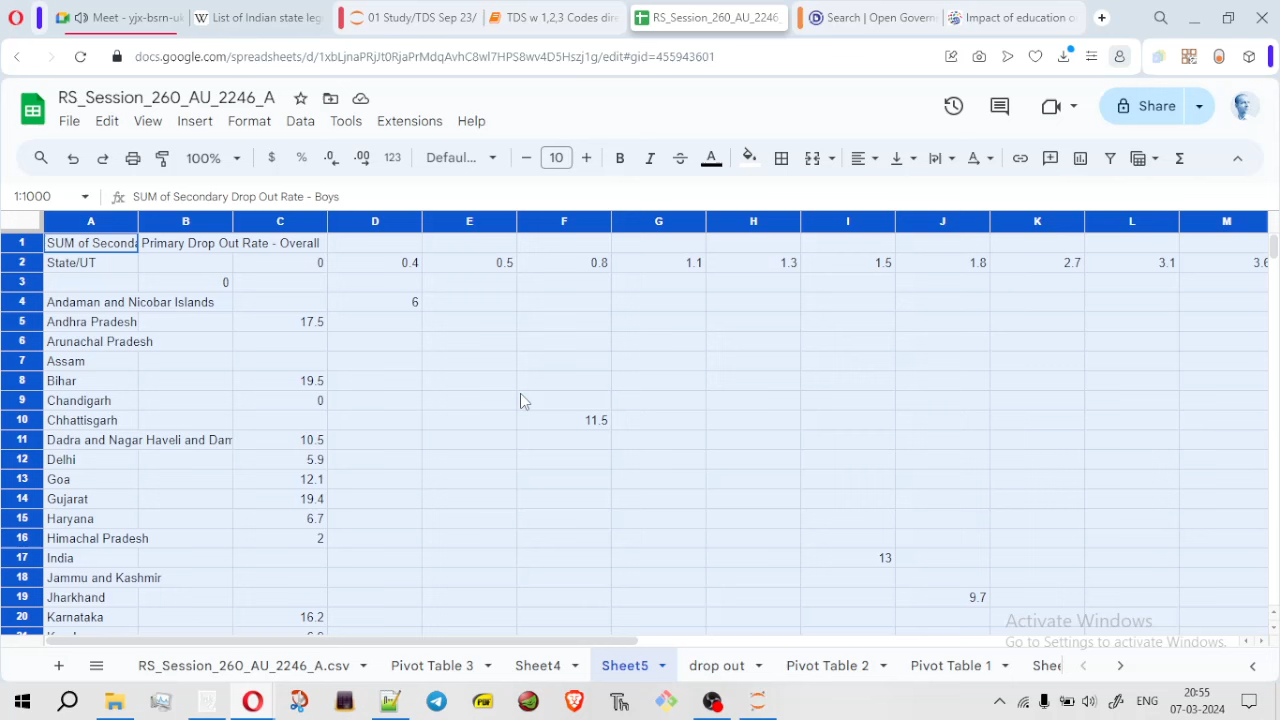 Meet - yjx-bsrn-uk
List of Indian state leg
01 Study/TDS Sep 23/
TDS w 1,2,3 Codes dire
RS_Session_260_AU_2246_
Search | Open Govern
Impact of education o
docs.google.com/spreadsheets/d/1xbLjnaPRjIt0RjaPrMdqAvhC8wl7HPS8wv4D5Hszj1g/edit#gid=455943601
RS_Session_260_AU_2246_A
File Edit View Insert Format Data Tools Extensions Help
Share
100% $ % .0 .00 123 Defaul... 10 B I A
1:1000 SUM of Secondary Drop Out Rate - Boys
A B C D E F G H I J K L M
1 SUM of Seconda Primary Drop Out Rate - Overall
2 State/UT 0 0.4 0.5 0.8 1.1 1.3 1.5 1.8 2.7 3.1 3.6
3 0
4 Andaman and Nicobar Islands 6
5 Andhra Pradesh 17.5
6 Arunachal Pradesh
7 Assam
8 Bihar 19.5
9 Chandigarh 0
10 Chhattisgarh 11.5
11 Dadra and Nagar Haveli and Dam 10.5
12 Delhi 5.9
13 Goa 12.1
14 Gujarat 19.4
15 Haryana 6.7
16 Himachal Pradesh 2
17 India 13
18 Jammu and Kashmir
19 Jharkhand 9.7
20 Karnataka 16.2
Activate Windows
Go to Settings to activate Windows.
RS_Session_260_AU_2246_A.csv Pivot Table 3 Sheet4 Sheet5 drop out Pivot Table 2 Pivot Table 1 Shee
ENG
20:55
07-03-2024